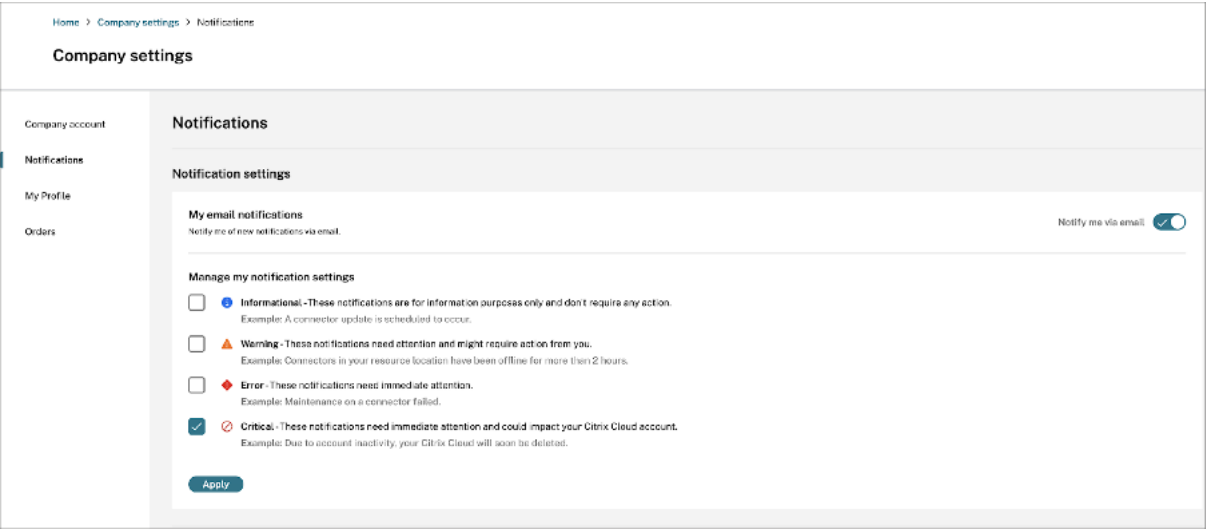 Home > Company settings > Notifications
Company settings
Company account
Notifications
My Profile
Orders
Notifications
Notification settings
My email notifications
Notify me of new notifications via email.
Notify me via email
Manage my notification settings
Informational - These notifications are for information purposes only and don't require any action.
Example: A connector update is scheduled to occur.
Warning - These notifications need attention and might require action from you.
Example: Connectors in your resource location have been offline for more than 2 hours.
Error - These notifications need immediate attention.
Example: Maintenance on a connector failed.
Critical - These notifications need immediate attention and could impact your Citrix Cloud account.
Example: Due to account inactivity, your Citrix Cloud will soon be deleted.
Apply